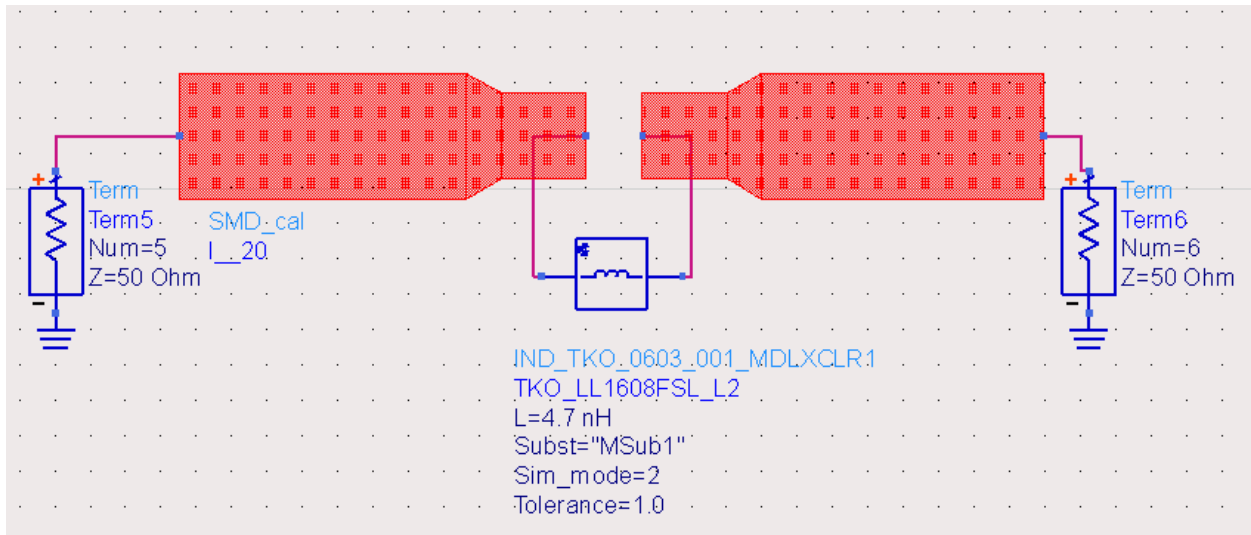 +
Term
Term5
Num=5
Z=50 Ohm
-
SMD_cal
I__20
IND_TKO_0603_001_MDLXCLR1
TKO_LL1608FSL_L2
L=4.7 nH
Subst="MSub1"
Sim_mode=2
Tolerance=1.0
+
Term
Term6
Num=6
Z=50 Ohm
-